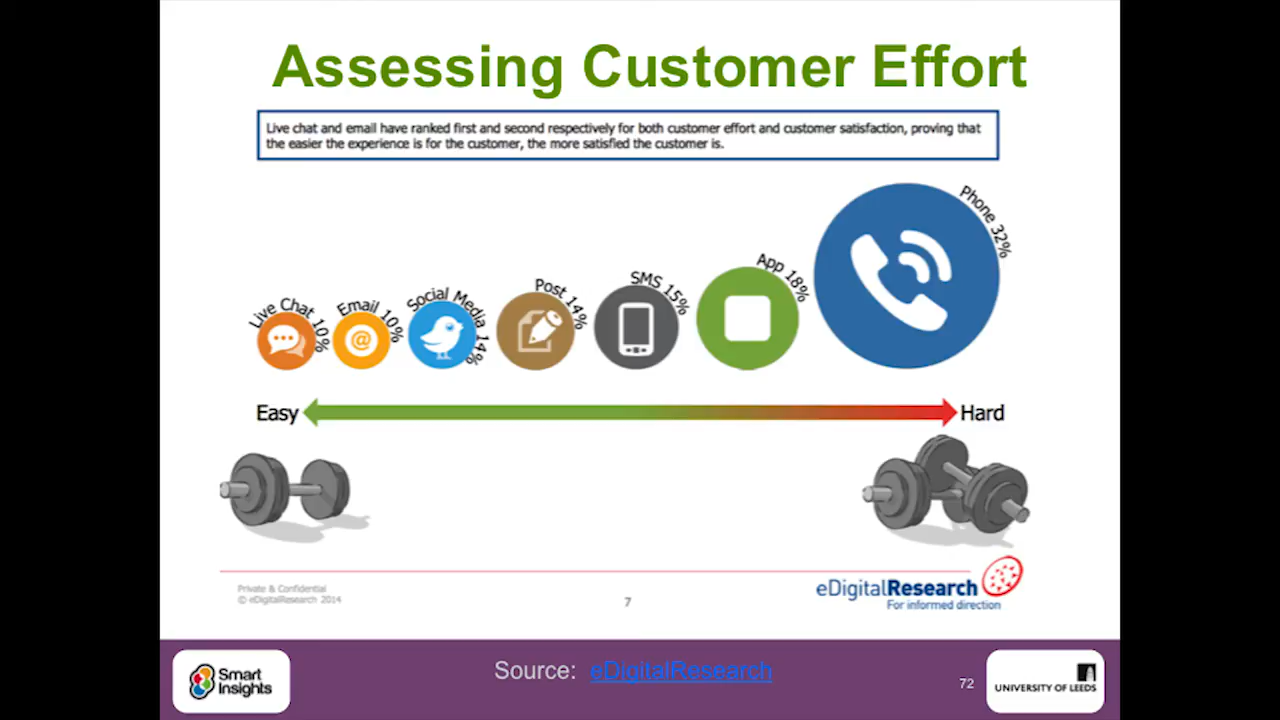 Assessing Customer Effort
Live chat and email have ranked first and second respectively for both customer effort and customer satisfaction, proving that
the easier the experience is for the customer, the more satisfied the customer is.
Live Chat 10%
Email 10%
Social Media 14%
Post 14%
SMS 15%
App 18%
Phone 32%
@
Easy
Hard
Private & Confidential
© eDigitalResearch 2014
7
eDigitalResearch
For informed direction
Smart
Insights
Source: eDigitalResearch
72
UNIVERSITY OF LEEDS